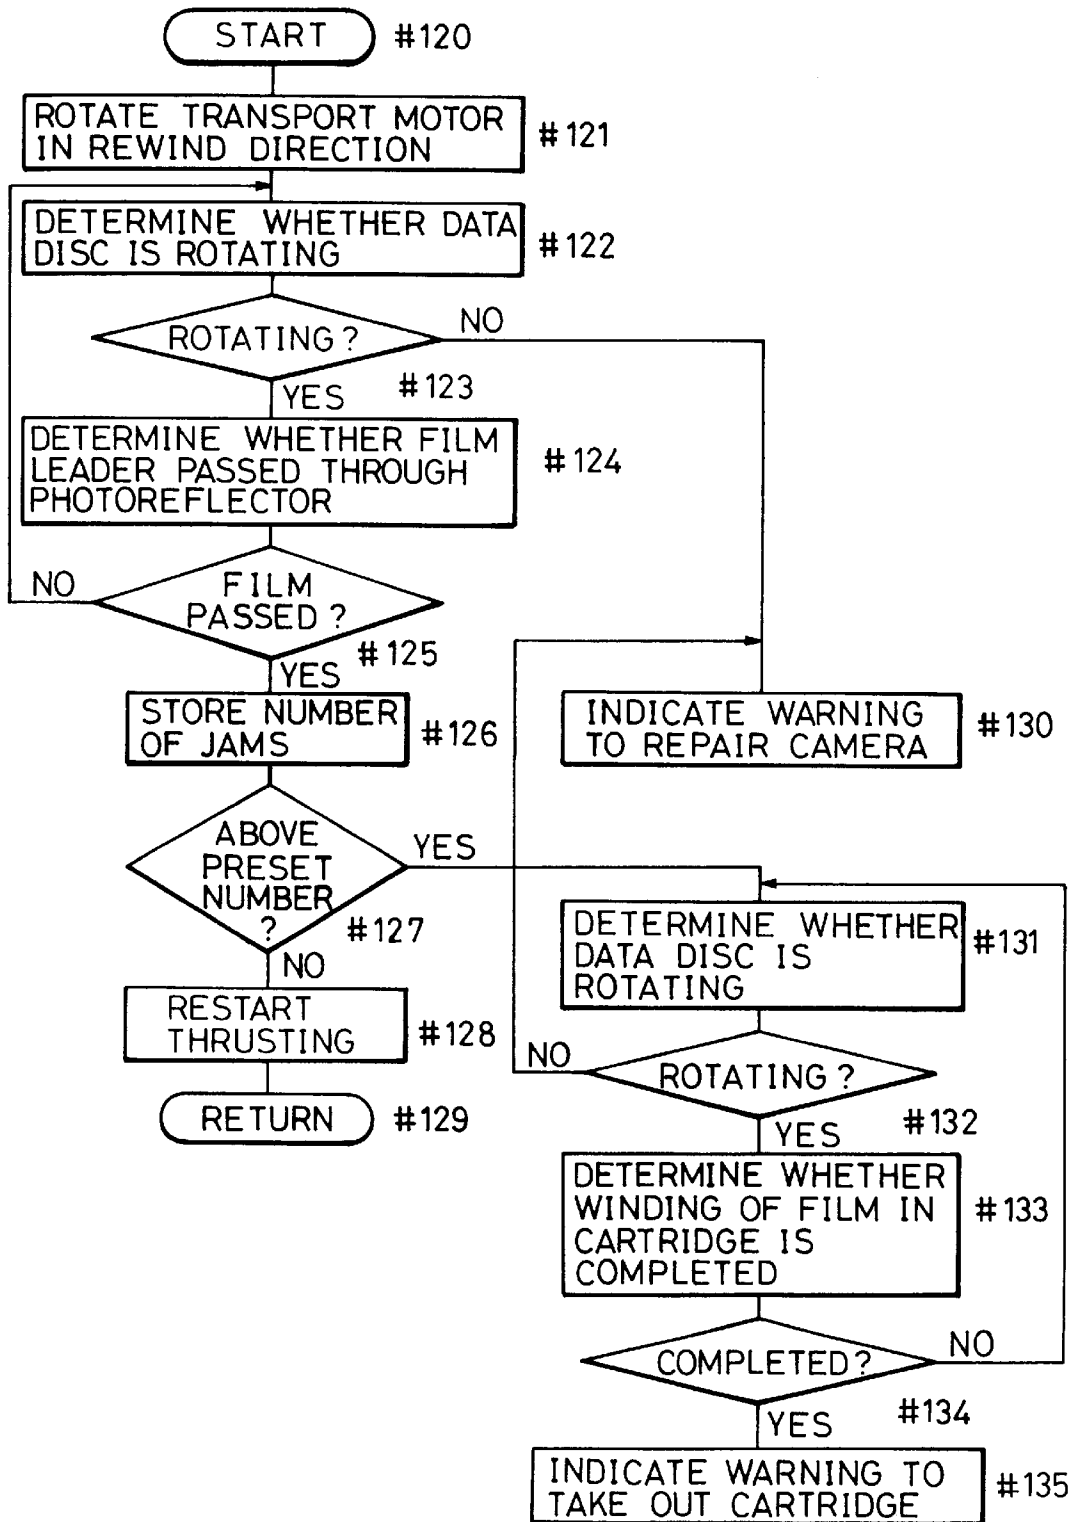 START #120
ROTATE TRANSPORT MOTOR
IN REWIND DIRECTION
#121
DETERMINE WHETHER DATA
DISC IS ROTATING
#122
ROTATING?
NO
#123
YES
DETERMINE WHETHER FILM
LEADER PASSED THROUGH
PHOTOREFLECTOR
#124
NO
FILM
PASSED?
#125
YES
STORE NUMBER
OF JAMS
#126
INDICATE WARNING
TO REPAIR CAMERA
#130
ABOVE
PRESET
NUMBER
?
YES
#127
NO
DETERMINE WHETHER
DATA DISC IS
ROTATING
#131
RESTART
THRUSTING
#128
NO
ROTATING?
#132
YES
RETURN
#129
DETERMINE WHETHER
WINDING OF FILM IN
CARTRIDGE IS
COMPLETED
#133
COMPLETED?
NO
#134
YES
INDICATE WARNING TO
TAKE OUT CARTRIDGE
#135